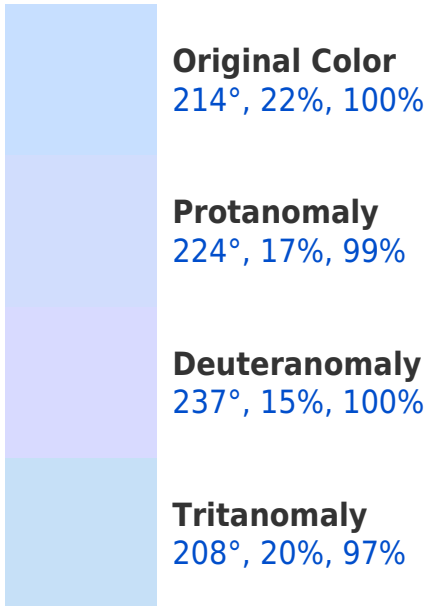 Original Color
214°, 22%, 100%
Protanomaly
224°, 17%, 99%
Deuteranomaly
237°, 15%, 100%
Tritanomaly
208°, 20%, 97%